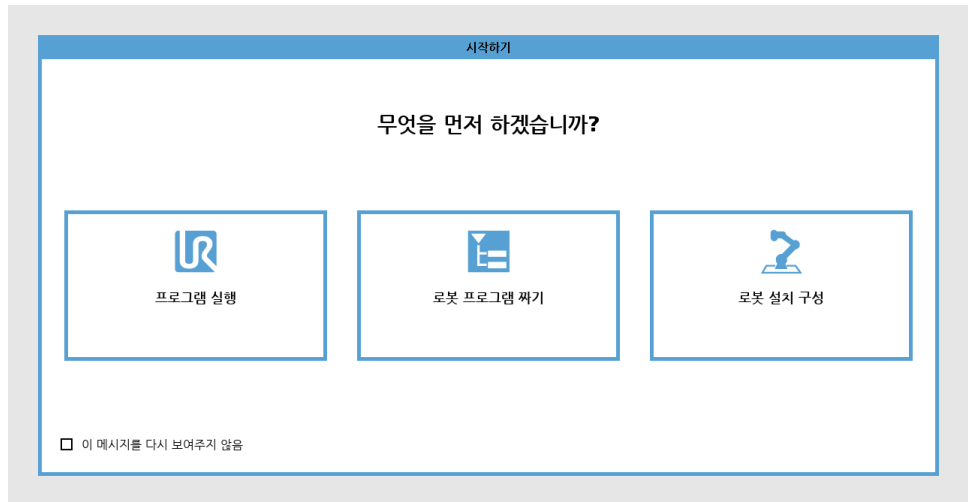 시작하기
무엇을 먼저 하겠습니까?
프로그램 실행
로봇 프로그램 짜기
로봇 설치 구성
이 메시지를 다시 보여주지 않음